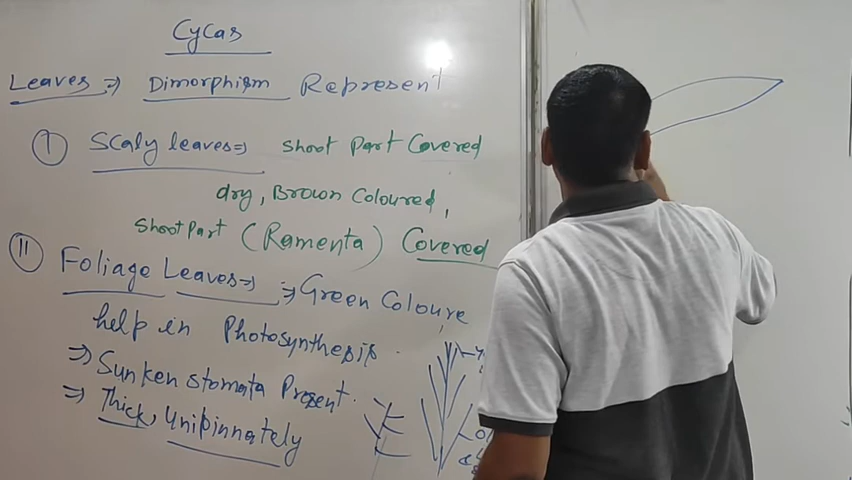 Cycas
Leaves ⇒ Dimorphism Represent
I Scaly leaves ⇒ Shoot Part Covered
dry, Brown Coloured,
Shoot Part (Ramenta) Covered
II Foliage Leaves ⇒ ⇒ Green Coloure
help in Photosynthesis.
⇒ Sunken stomata Present.
⇒ Thick, Unipinnately